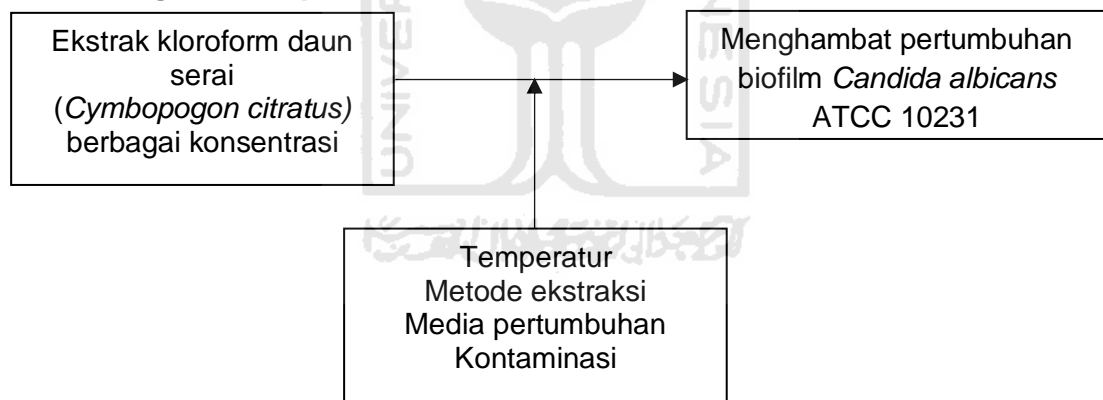 Ekstrak kloroform daun
serai
(Cymbopogon citratus)
berbagai konsentrasi
Menghambat pertumbuhan
biofilm Candida albicans
ATCC 10231
Temperatur
Metode ekstraksi
Media pertumbuhan
Kontaminasi